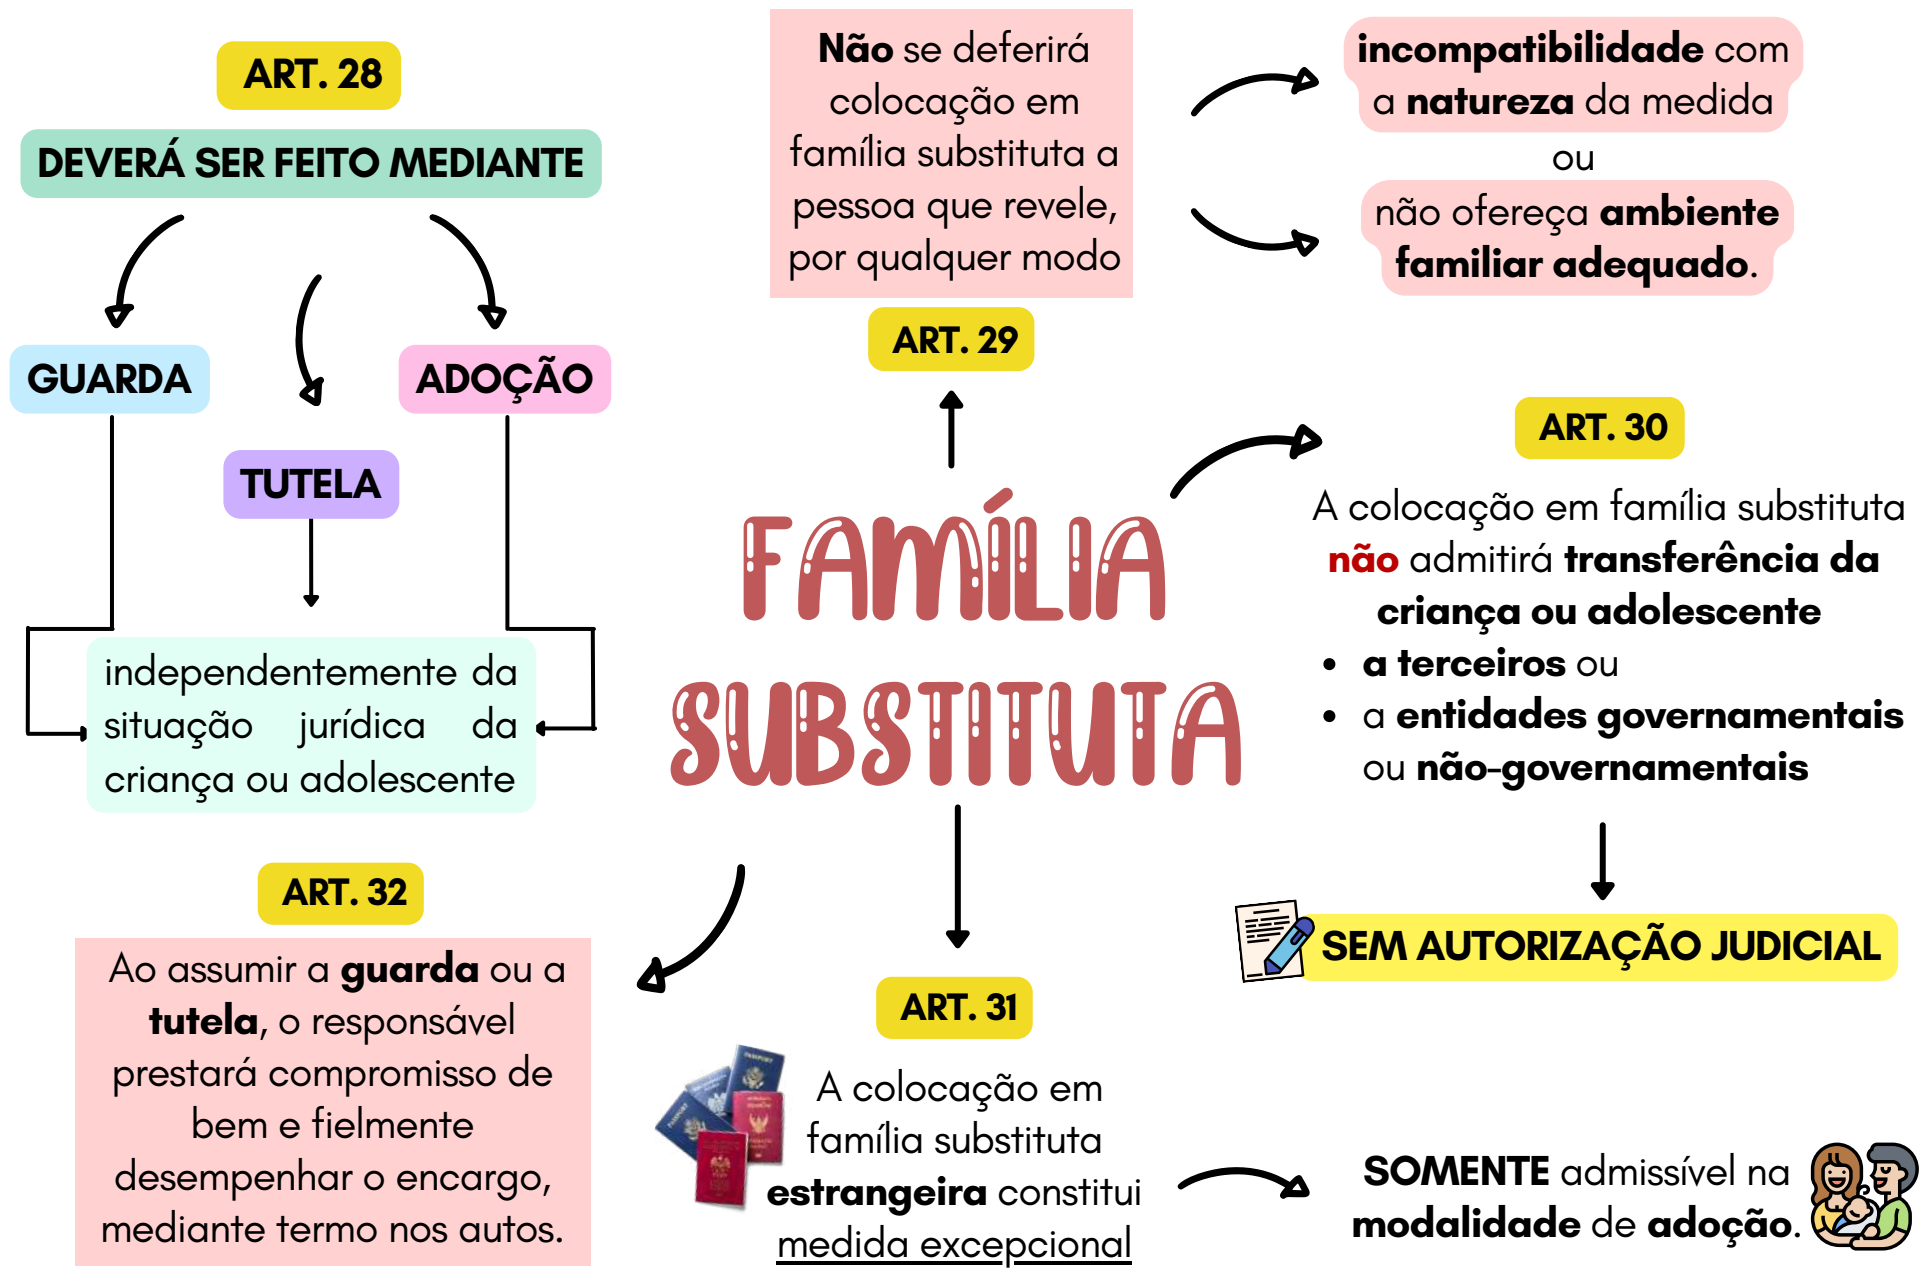 ART. 28
DEVERÁ SER FEITO MEDIANTE
GUARDA
ADOÇÃO
TUTELA
independentemente da
situação jurídica da
criança ou adolescente
Não se deferirá
colocação em
família substituta a
pessoa que revele,
por qualquer modo
ART. 29
incompatibilidade com
a natureza da medida
ou
não ofereça ambiente
familiar adequado.
FAMÍLIA
SUBSTITUTA
ART. 30
A colocação em família substituta
não admitirá transferência da
criança ou adolescente
• a terceiros ou
• a entidades governamentais
ou não-governamentais
SEM AUTORIZAÇÃO JUDICIAL
ART. 32
Ao assumir a guarda ou a
tutela, o responsável
prestará compromisso de
bem e fielmente
desempenhar o encargo,
mediante termo nos autos.
ART. 31
A colocação em
família substituta
estrangeira constitui
medida excepcional
SOMENTE admissível na
modalidade de adoção.
PASSPORT
PASSPORT